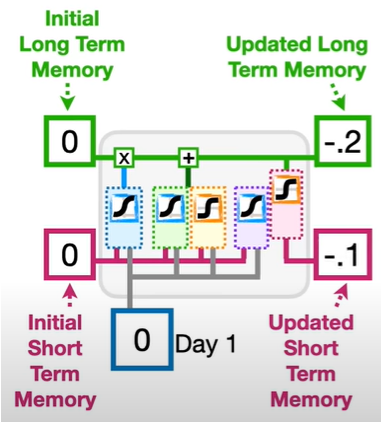 Initial
Long Term
Memory
Updated Long
Term Memory
0
x
+
-.2
0
-.1
Initial
Short
Term
Memory
0
Day 1
Updated
Short
Term
Memory